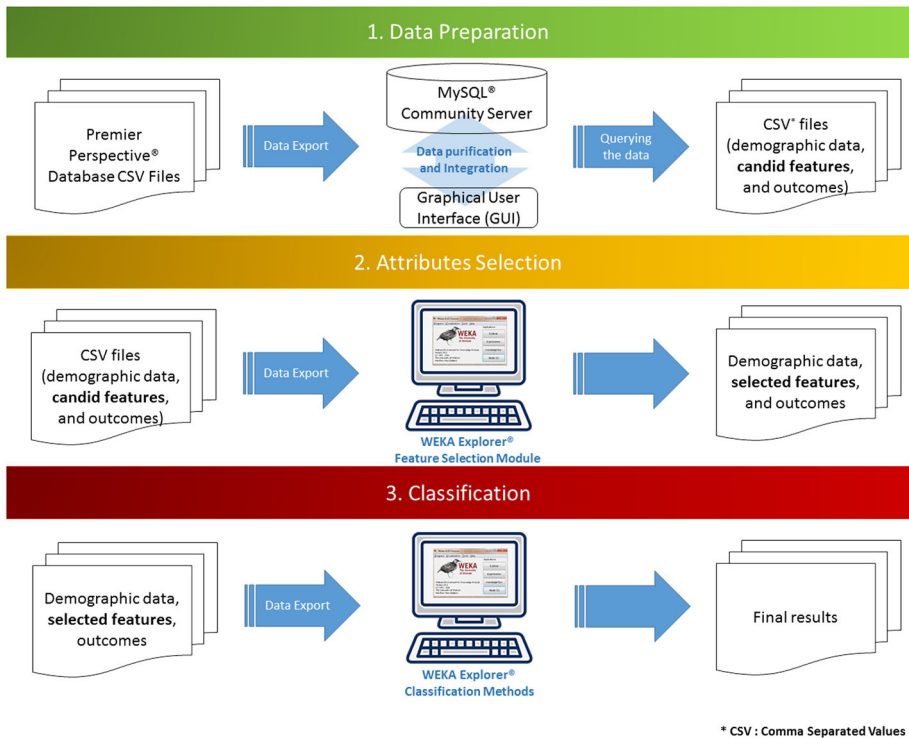 1. Data Preparation
Premier
Perspective®
Database CSV Files
Data Export
MySQL®
Community Server
Data purification
and Integration
Graphical User
Interface (GUI)
Querying
the data
CSV* files
(demographic data,
candid features,
and outcomes)
2. Attributes Selection
CSV files
(demographic data,
candid features,
and outcomes)
Data Export
WEKA
WEKA Explorer®
Feature Selection Module
Demographic data,
selected features,
and outcomes
3. Classification
Demographic data,
selected features,
outcomes
Data Export
WEKA
WEKA Explorer®
Classification Methods
Final results
* CSV : Comma Separated Values